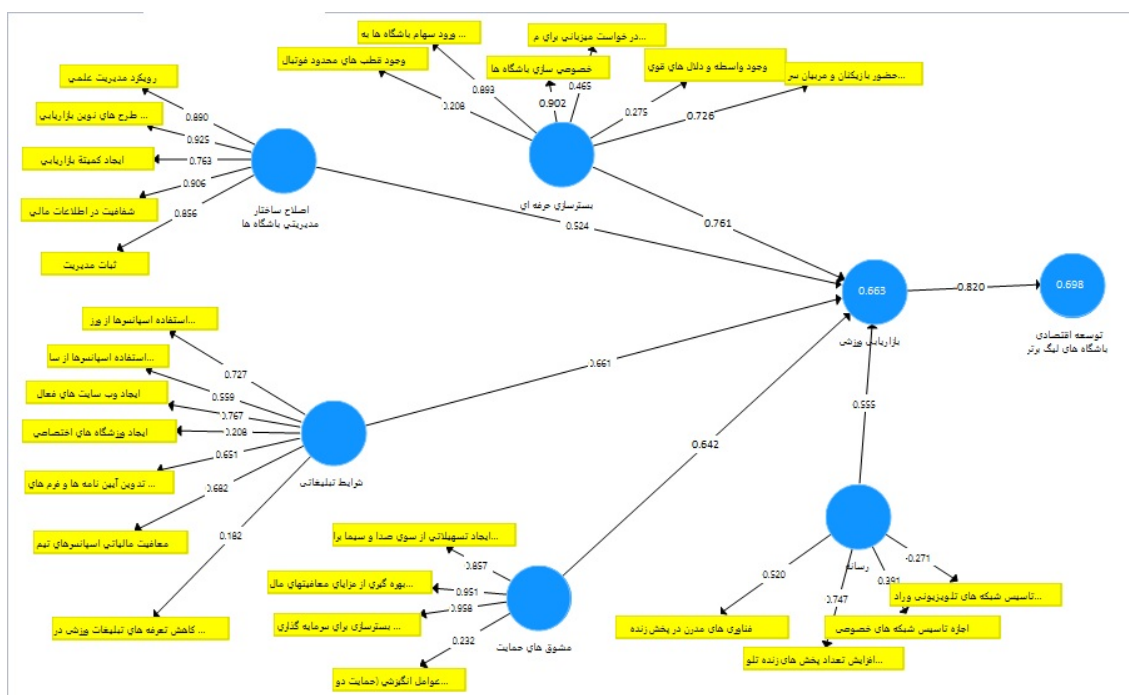 رویکرد مدیریت علمی
... طرح های نوین بازاریابی
ایجاد کمیتهٔ بازاریابی
شفافیت در اطلاعات مالی
ثبات مدیریت
0.890
0.925
0.763
0.906
0.856
اصلاح ساختار
مدیریتی باشگاه ها
... ورود سهام باشگاه ها به
وجود قطب های محدود فوتبال
در خواست میزبانی برای م...
خصوصی سازی باشگاه ها
وجود واسطه و دلال های قوی
حضور بازیکنان و مربیان سر...
0.208
0.893
0.902
0.465
0.275
0.726
بسترسازی حرفه ای
0.524
0.761
0.663
بازاریابی ورزشی
0.820
0.698
توسعه اقتصادی
باشگاه های لیگ برتر
استفاده اسپانسرها از ورز...
استفاده اسپانسرها از سا...
ایجاد وب سایت های فعال
ایجاد ورزشگاه های اختصاصی
... تدوین آیین نامه ها و فرم های
معافیت مالیاتی اسپانسرهای تیم
... کاهش تعرفه های تبلیغات ورزشی در
0.727
0.559
0.767
0.208
0.651
0.682
0.182
شرایط تبلیغاتی
0.661
0.642
0.555
ایجاد تسهیلاتی از سوی صدا و سیما برا...
بهره گیری از مزایای معافیتهای مال...
... بسترسازی برای سرمایه گذاری
عوامل انگیزشی (حمایت دو...
0.857
0.951
0.958
0.232
مشوق های حمایت
رسانه
0.520
0.747
0.391
-0.271
تاسیس شبکه های تلویزیونی وراد...
فناوری های مدرن در پخش زنده
اجازه تاسیس شبکه های خصوصی
افزایش تعداد پخش های زنده تلو...